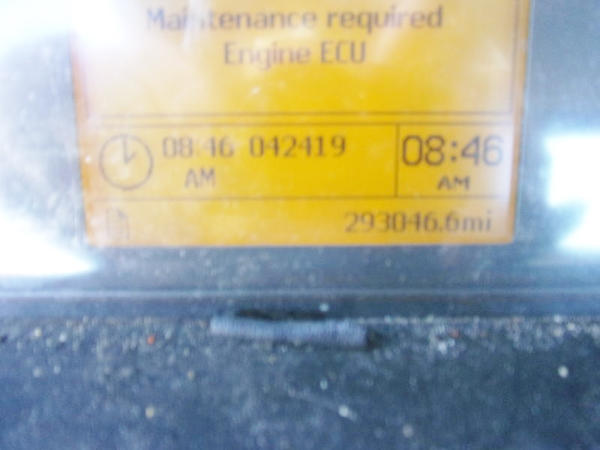 Maintenance required
Engine ECU
08:46 042419
AM
08:46
AM
293046.6mi